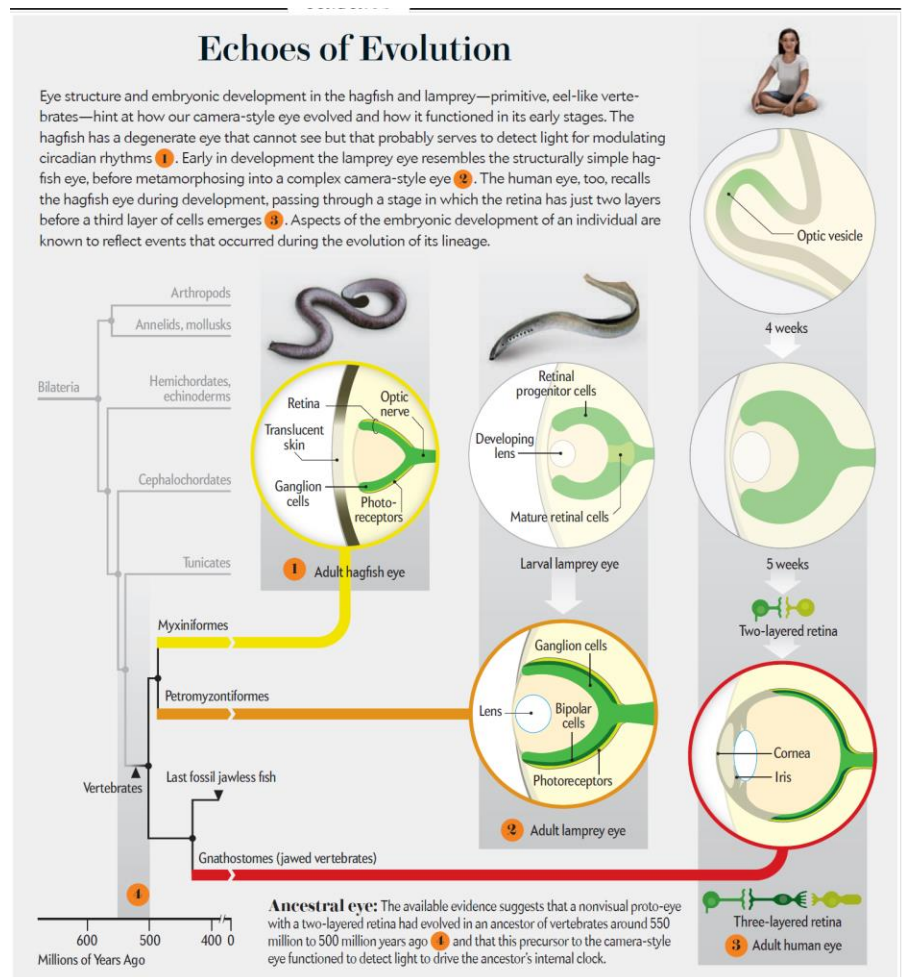 Echoes of Evolution
Eye structure and embryonic development in the hagfish and lamprey—primitive, eel-like verte-
brates—hint at how our camera-style eye evolved and how it functioned in its early stages. The
hagfish has a degenerate eye that cannot see but that probably serves to detect light for modulating
circadian rhythms 1 . Early in development the lamprey eye resembles the structurally simple hag-
fish eye, before metamorphosing into a complex camera-style eye 2 . The human eye, too, recalls
the hagfish eye during development, passing through a stage in which the retina has just two layers
before a third layer of cells emerges 3 . Aspects of the embryonic development of an individual are
known to reflect events that occurred during the evolution of its lineage.
Optic vesicle
4 weeks
5 weeks
Two-layered retina
Cornea
Iris
Three-layered retina
3 Adult human eye
Arthropods
Annelids, mollusks
Bilateria
Hemichordates,
echinoderms
Cephalochordates
Tunicates
Myxiniformes
Petromyzontiformes
Vertebrates
Last fossil jawless fish
Gnathostomes (jawed vertebrates)
4
600
500
400
0
Millions of Years Ago
Retina
Optic
nerve
Translucent
skin
Ganglion
cells
Photo-
receptors
1 Adult hagfish eye
Retinal
progenitor cells
Developing
lens
Mature retinal cells
Larval lamprey eye
Ganglion cells
Lens
Bipolar
cells
Photoreceptors
2 Adult lamprey eye
Ancestral eye: The available evidence suggests that a nonvisual proto-eye
with a two-layered retina had evolved in an ancestor of vertebrates around 550
million to 500 million years ago 4 and that this precursor to the camera-style
eye functioned to detect light to drive the ancestor's internal clock.